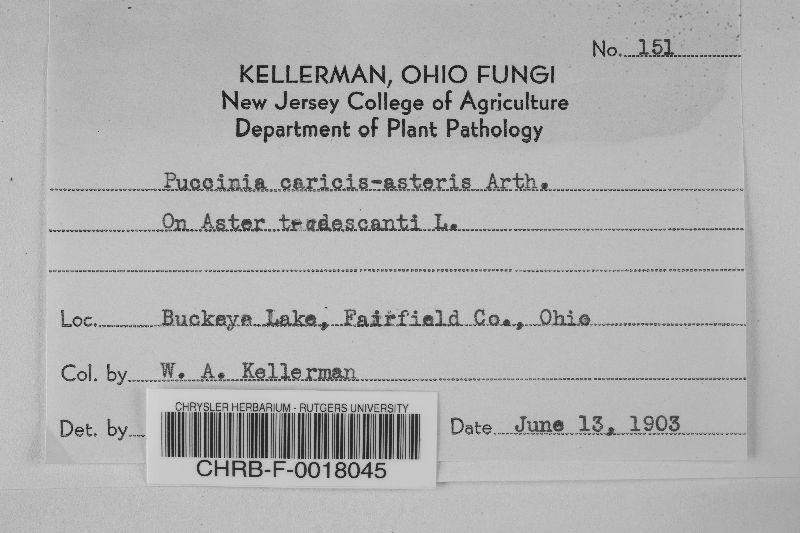 No. 151
KELLERMAN, OHIO FUNGI
New Jersey College of Agriculture
Department of Plant Pathology
Puccinia caricis-asteris Arth.
On Aster tradescanti L.
Loc. Buckeye Lake, Fairfield Co., Ohio
Col. by W. A. Kellerman
Det. by
Date June 13, 1903
CHRYSLER HERBARIUM - RUTGERS UNIVERSITY
CHRB-F-0018045